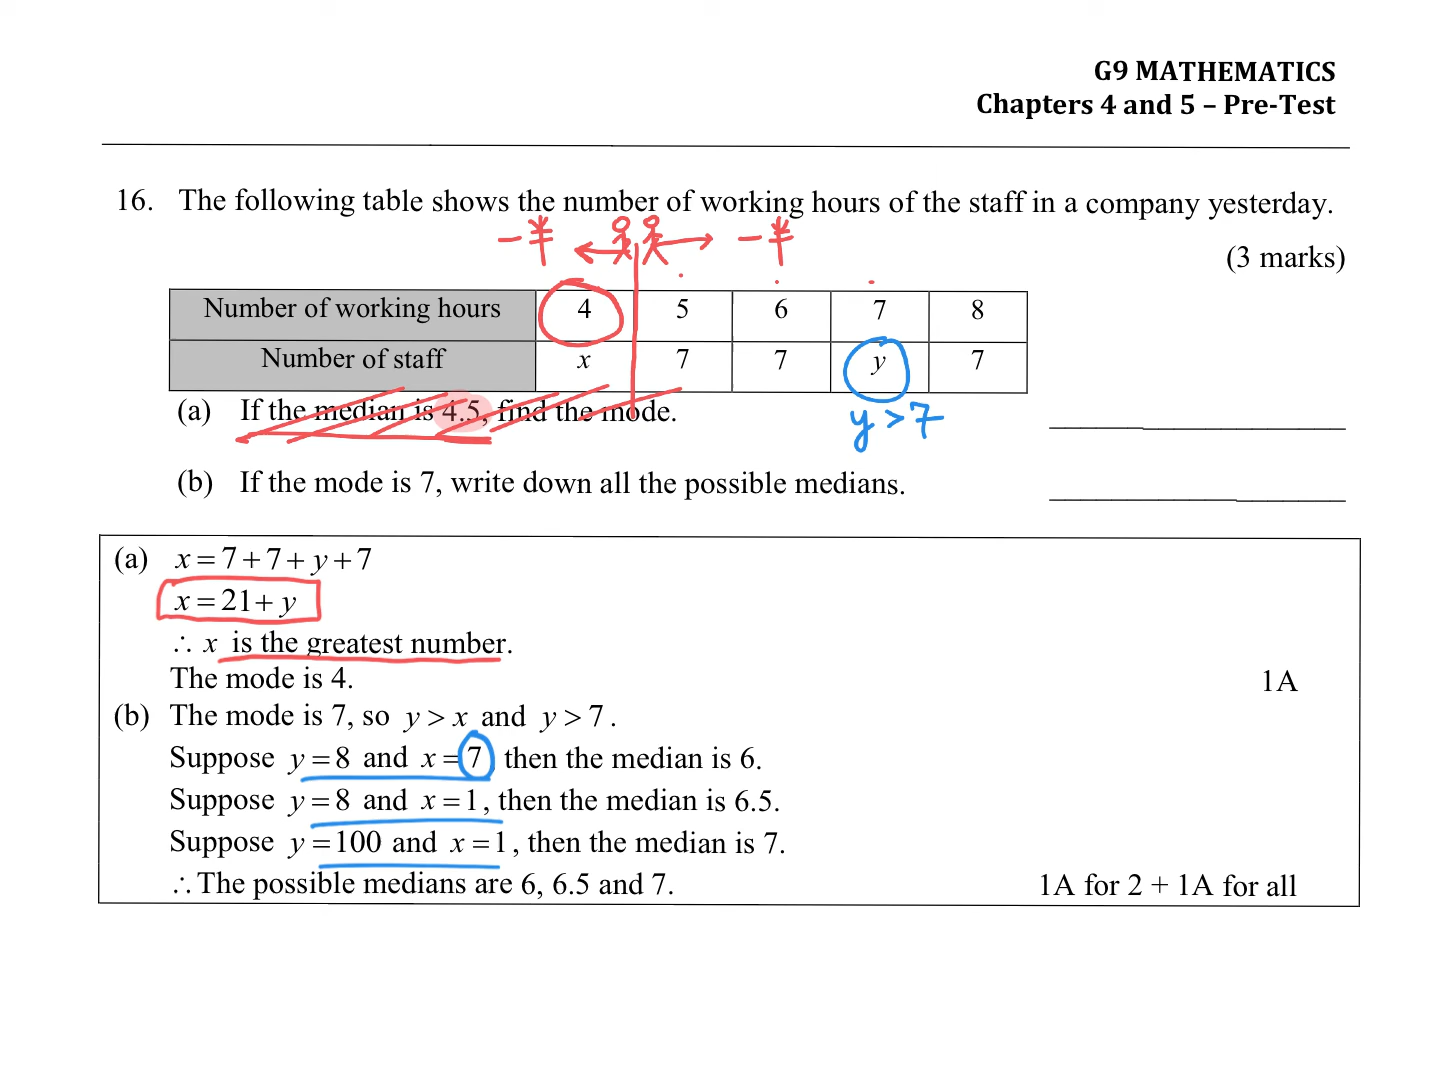 G9 MATHEMATICS
Chapters 4 and 5 – Pre-Test
16. The following table shows the number of working hours of the staff in a company yesterday.
一半 一半
(3 marks)
Number of working hours 4 5 6 7 8
Number of staff x 7 7 y 7
(a) If the median is 4.5, find the mode.
y > 7
(b) If the mode is 7, write down all the possible medians.
(a) x = 7 + 7 + y + 7
x = 21 + y
∴ x is the greatest number.
The mode is 4. 1A
(b) The mode is 7, so y > x and y > 7.
Suppose y = 8 and x = 7 then the median is 6.
Suppose y = 8 and x = 1, then the median is 6.5.
Suppose y = 100 and x = 1, then the median is 7.
∴ The possible medians are 6, 6.5 and 7. 1A for 2 + 1A for all